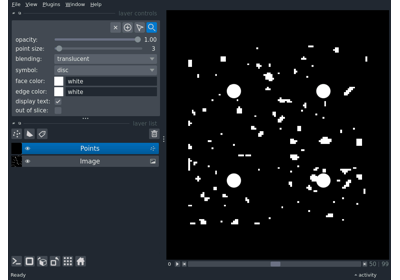 File View Plugins Window Help
layer controls
opacity: 1.00
point size: 3
blending: translucent
symbol: disc
face color: white
edge color: white
display text:
out of slice:
layer list
Points
Image
50 99
Ready
activity